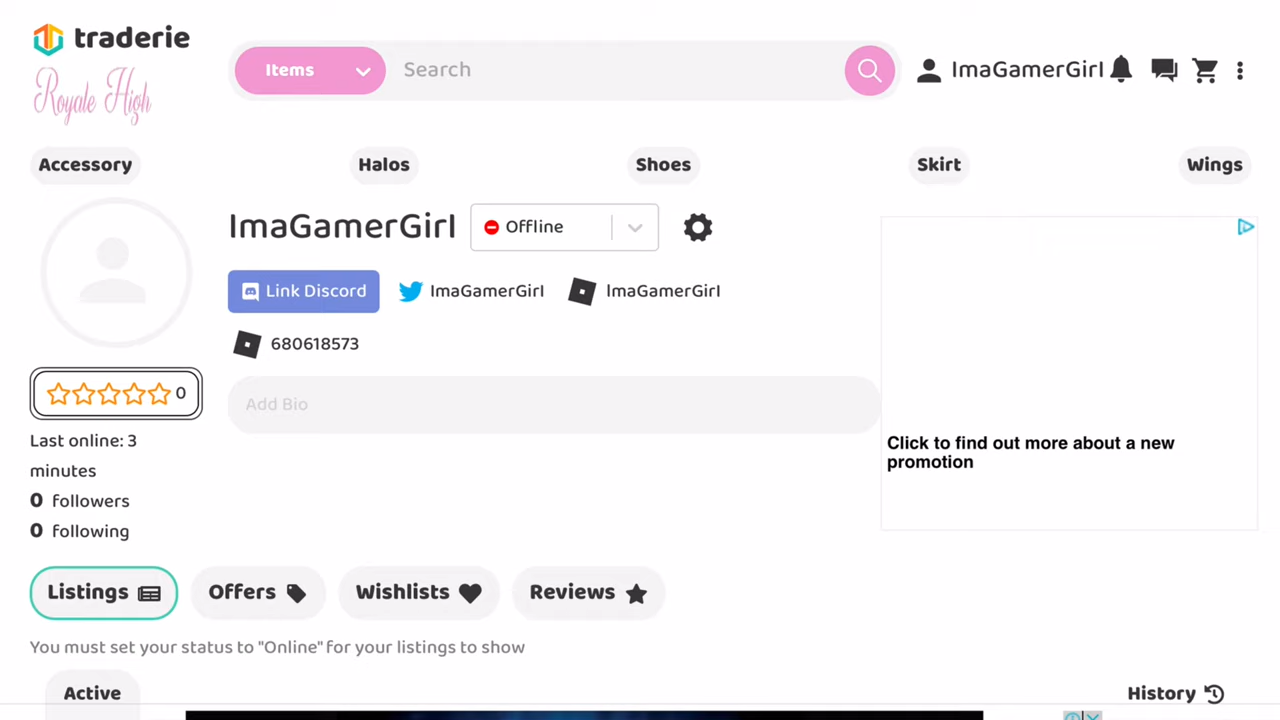 traderie
Royale High
Items
Search
ImaGamerGirl
Accessory
Halos
Shoes
Skirt
Wings
ImaGamerGirl
Offline
Link Discord
ImaGamerGirl
ImaGamerGirl
680618573
Add Bio
0
Last online: 3
minutes
0 followers
0 following
Click to find out more about a new
promotion
Listings
Offers
Wishlists
Reviews
You must set your status to "Online" for your listings to show
Active
History